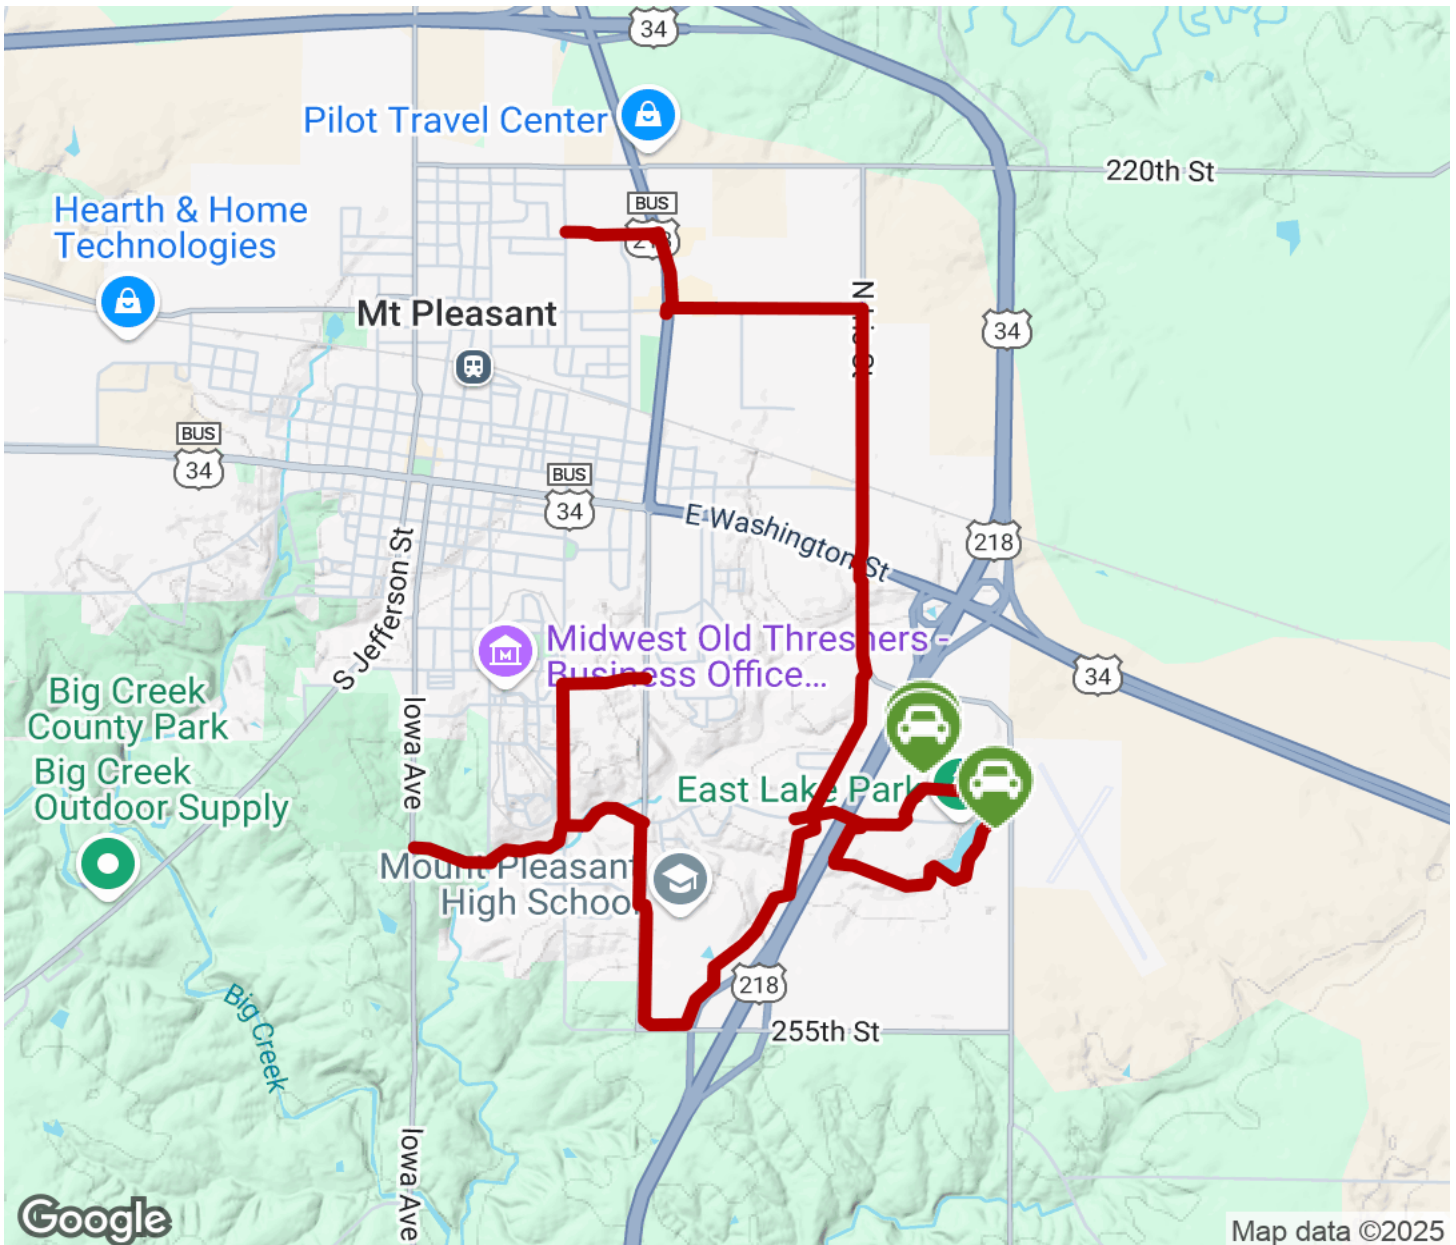 34
Pilot Travel Center
220th St
Hearth & Home
Technologies
BUS
218
Mt Pleasant
34
BUS
34
BUS
34
E Washington St
218
S Jefferson St
Midwest Old Threshers -
Business Office...
34
Big Creek
County Park
Iowa Ave
Big Creek
Outdoor Supply
East Lake Park
Mount Pleasant
High School
218
255th St
Big Creek
Iowa Ave
Google
Map data ©2025